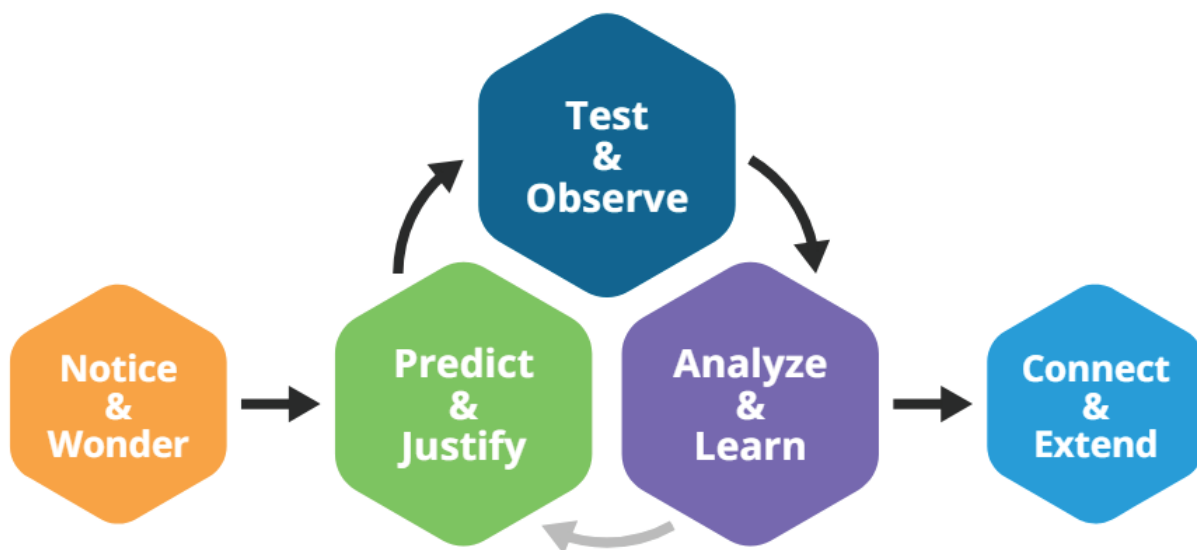 Notice
&
Wonder
Predict
&
Justify
Test
&
Observe
Analyze
&
Learn
Connect
&
Extend